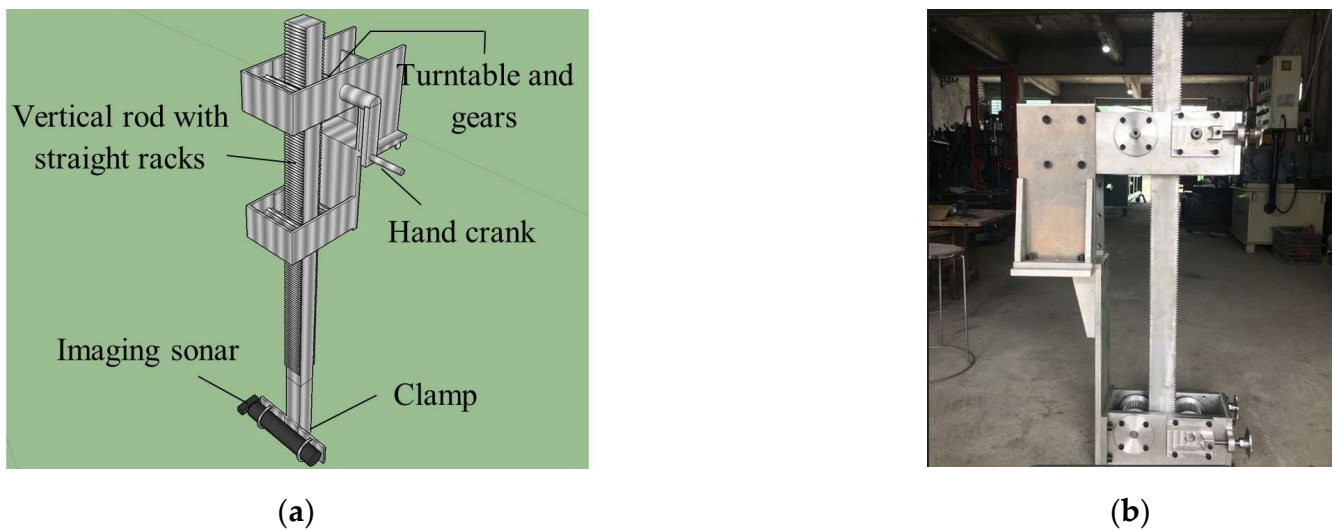 Turntable and
gears
Vertical rod with
straight racks
Hand crank
Imaging sonar
Clamp
(a)
(b)